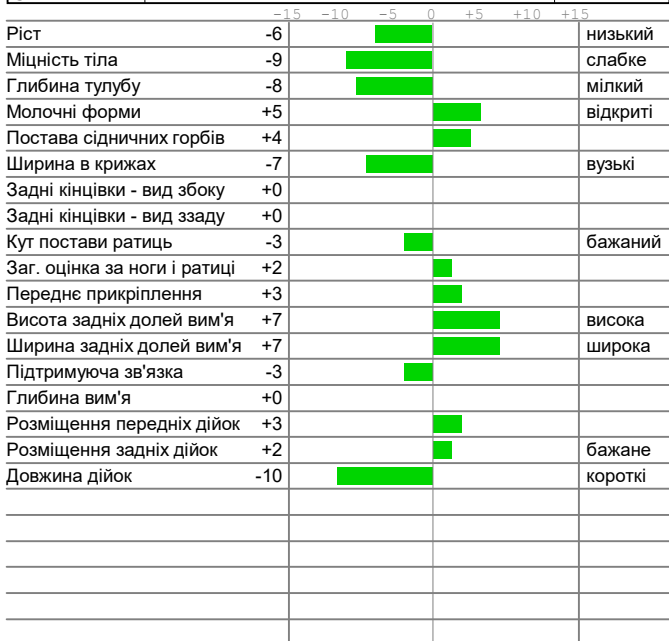 -15 -10 -5 0 +5 +10 +15
Ріст -6 низький
Міцність тіла -9 слабке
Глибина тулубу -8 мілкий
Молочні форми +5 відкриті
Постава сідничних горбів +4
Ширина в крижах -7 вузькі
Задні кінцівки - вид збоку +0
Задні кінцівки - вид ззаду +0
Кут постави ратиць -3 бажаний
Заг. оцінка за ноги і ратиці +2
Переднє прикріплення +3
Висота задніх долей вим'я +7 висока
Ширина задніх долей вим'я +7 широка
Підтримуюча зв'язка -3
Глибина вим'я +0
Розміщення передніх дійок +3
Розміщення задніх дійок +2 бажане
Довжина дійок -10 короткі